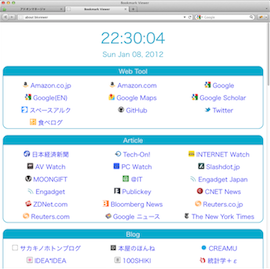 Bookmark Viewer
22:30:04
Sun Jan 08, 2012
Web Tool
Amazon.co.jp Amazon.com Google
Google(EN) Google Maps Google Scholar
スペースアルク GitHub Twitter
食べログ
Article
日本経済新聞 Tech-On! INTERNET Watch
AV Watch PC Watch Slashdot.jp
MOONGIFT @IT Engadget Japan
Engadget Publickey CNET News
ZDNet.com Bloomberg News Reuters.co.jp
Reuters.com Google ニュース The New York Times
Blog
サカキノホトンブログ 本屋のほんね CREAMU
IDEA*IDEA 100SHIKI 統計学+ε